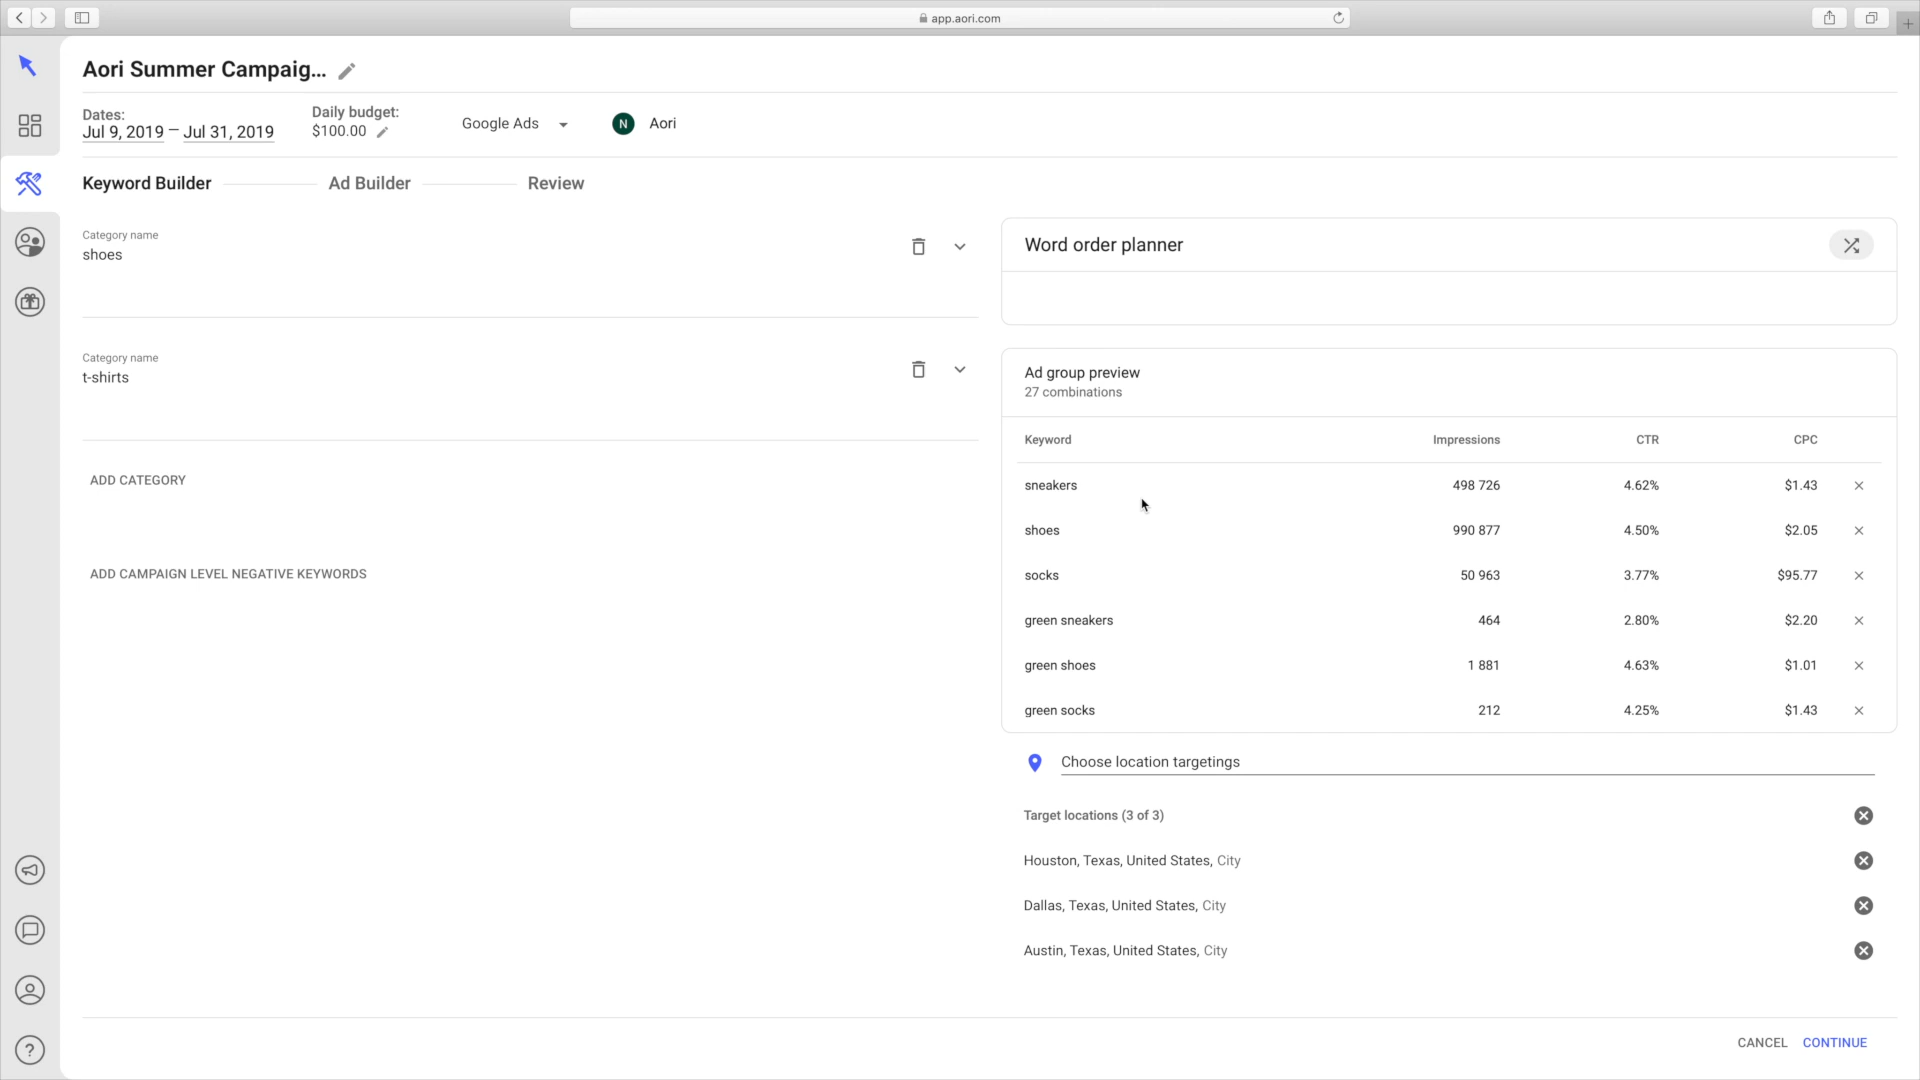 app.aori.com
Aori Summer Campaig...
Dates:
Jul 9, 2019 – Jul 31, 2019
Daily budget:
$100.00
Google Ads
N Aori
Keyword Builder Ad Builder Review
Category name
shoes
Category name
t-shirts
ADD CATEGORY
ADD CAMPAIGN LEVEL NEGATIVE KEYWORDS
Word order planner
Ad group preview
27 combinations
Keyword Impressions CTR CPC
sneakers 498 726 4.62% $1.43
shoes 990 877 4.50% $2.05
socks 50 963 3.77% $95.77
green sneakers 464 2.80% $2.20
green shoes 1 881 4.63% $1.01
green socks 212 4.25% $1.43
Choose location targetings
Target locations (3 of 3)
Houston, Texas, United States, City
Dallas, Texas, United States, City
Austin, Texas, United States, City
CANCEL CONTINUE